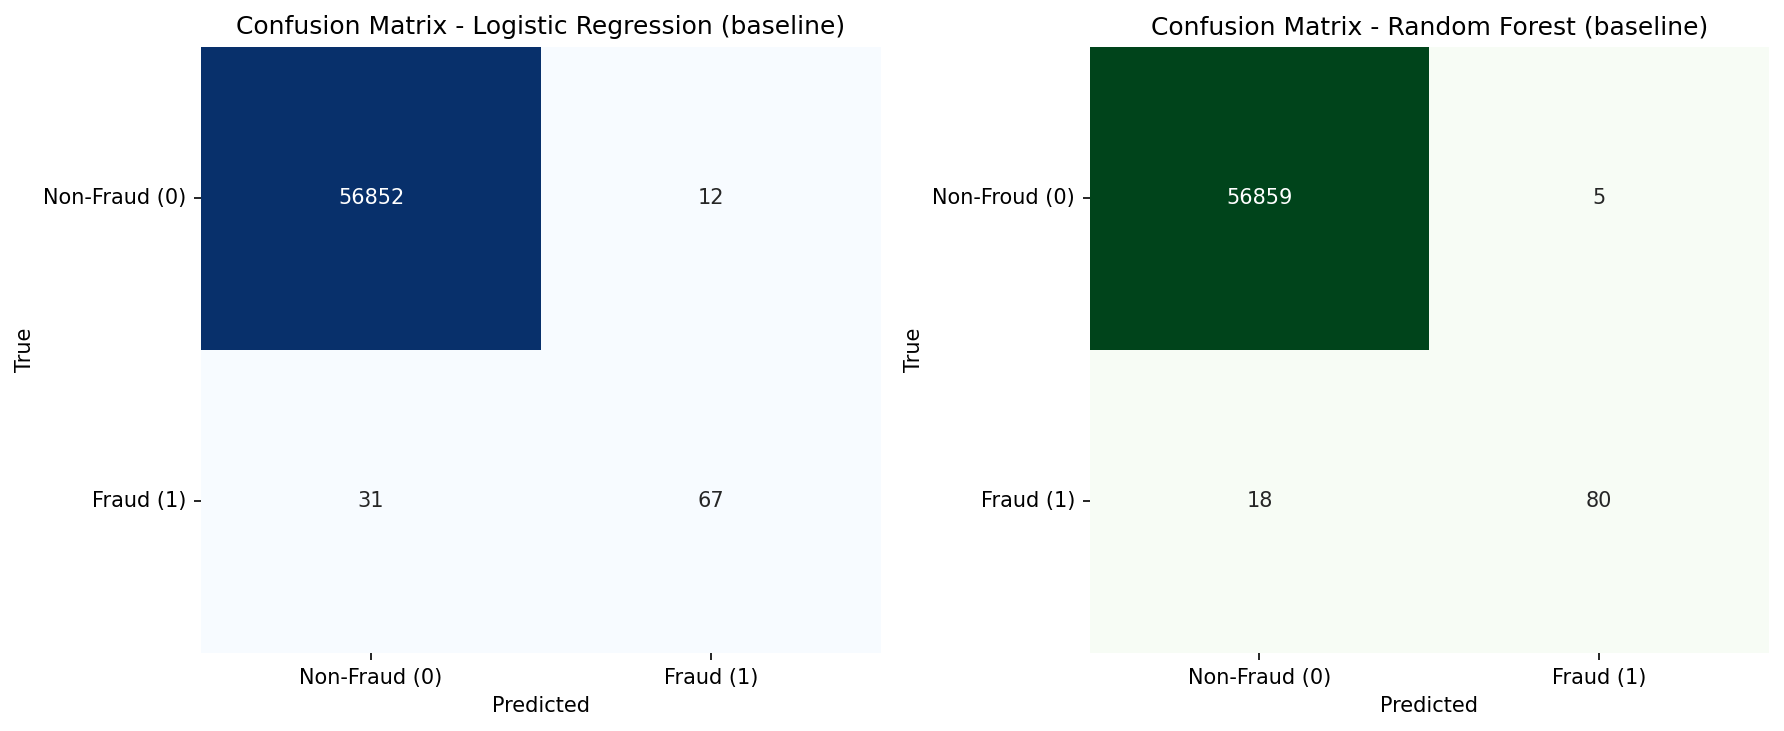 Confusion Matrix - Logistic Regression (baseline)
Non-Fraud (0)
56852
12
True
Fraud (1)
31
67
Non-Fraud (0)
Fraud (1)
Predicted
Confusion Matrix - Random Forest (baseline)
Non-Froud (0)
56859
5
True
Fraud (1)
18
80
Non-Fraud (0)
Fraud (1)
Predicted